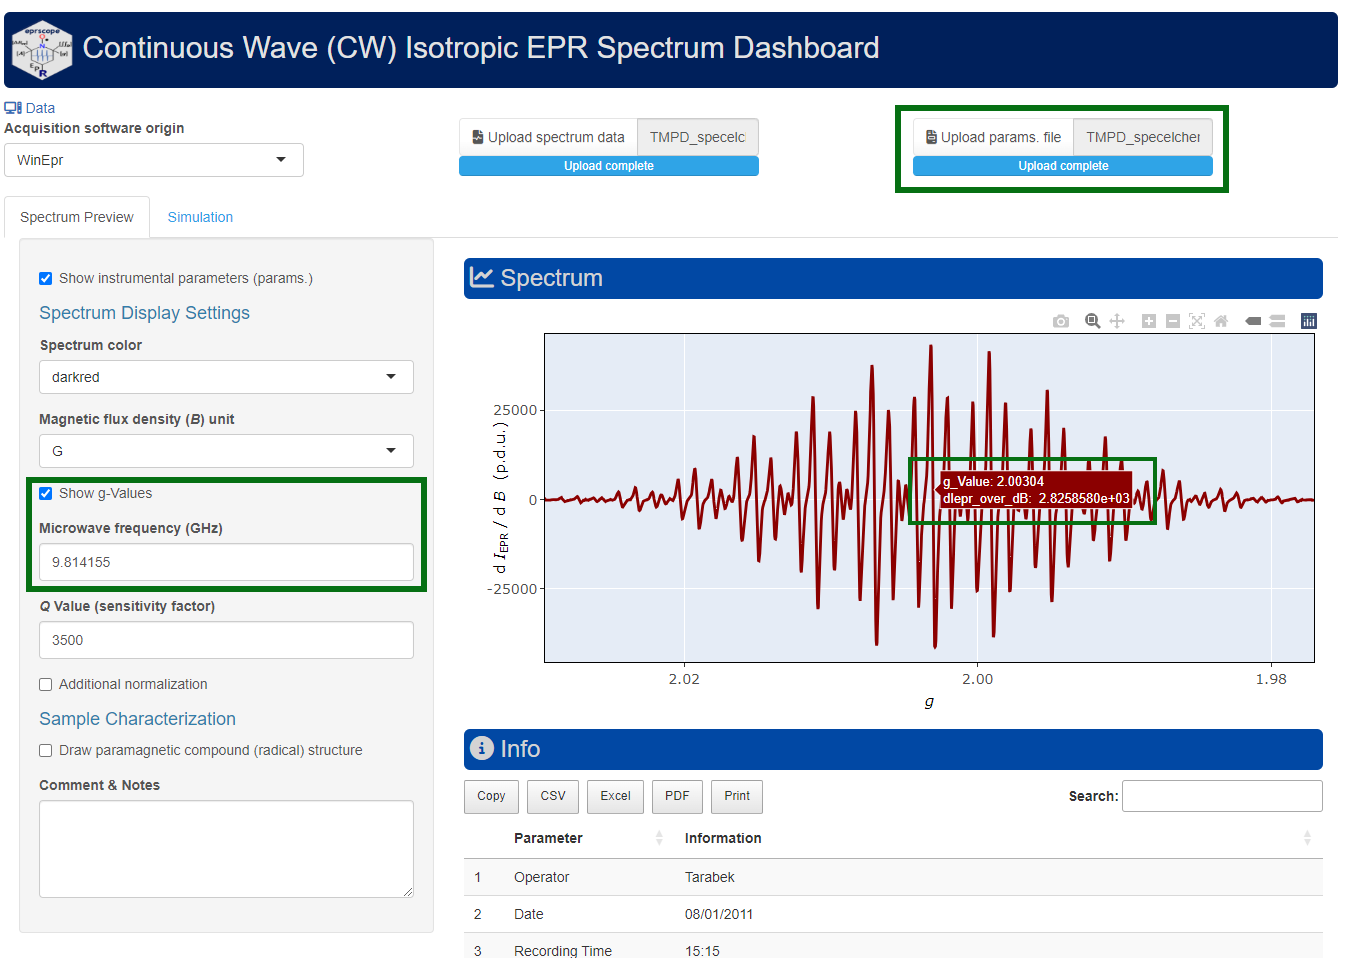 eprscope
EPR
Continuous Wave (CW) Isotropic EPR Spectrum Dashboard
Data
Acquisition software origin
WinEpr
Upload spectrum data TMPD_specelc
Upload complete
Upload params. file TMPD_specelcher
Upload complete
Spectrum Preview Simulation
Show instrumental parameters (params.)
Spectrum Display Settings
Spectrum color
darkred
Magnetic flux density (B) unit
G
Show g-Values
Microwave frequency (GHz)
9.814155
Q Value (sensitivity factor)
3500
Additional normalization
Sample Characterization
Draw paramagnetic compound (radical) structure
Comment & Notes
Spectrum
25000
0
-25000
d IEPR / d B (p.d.u.)
g_Value: 2.00304
dIepr_over_dB: 2.8258580e+03
2.02 2.00 1.98
g
Info
Copy CSV Excel PDF Print Search:
Parameter Information
1 Operator Tarabek
2 Date 08/01/2011
3 Recording Time 15:15